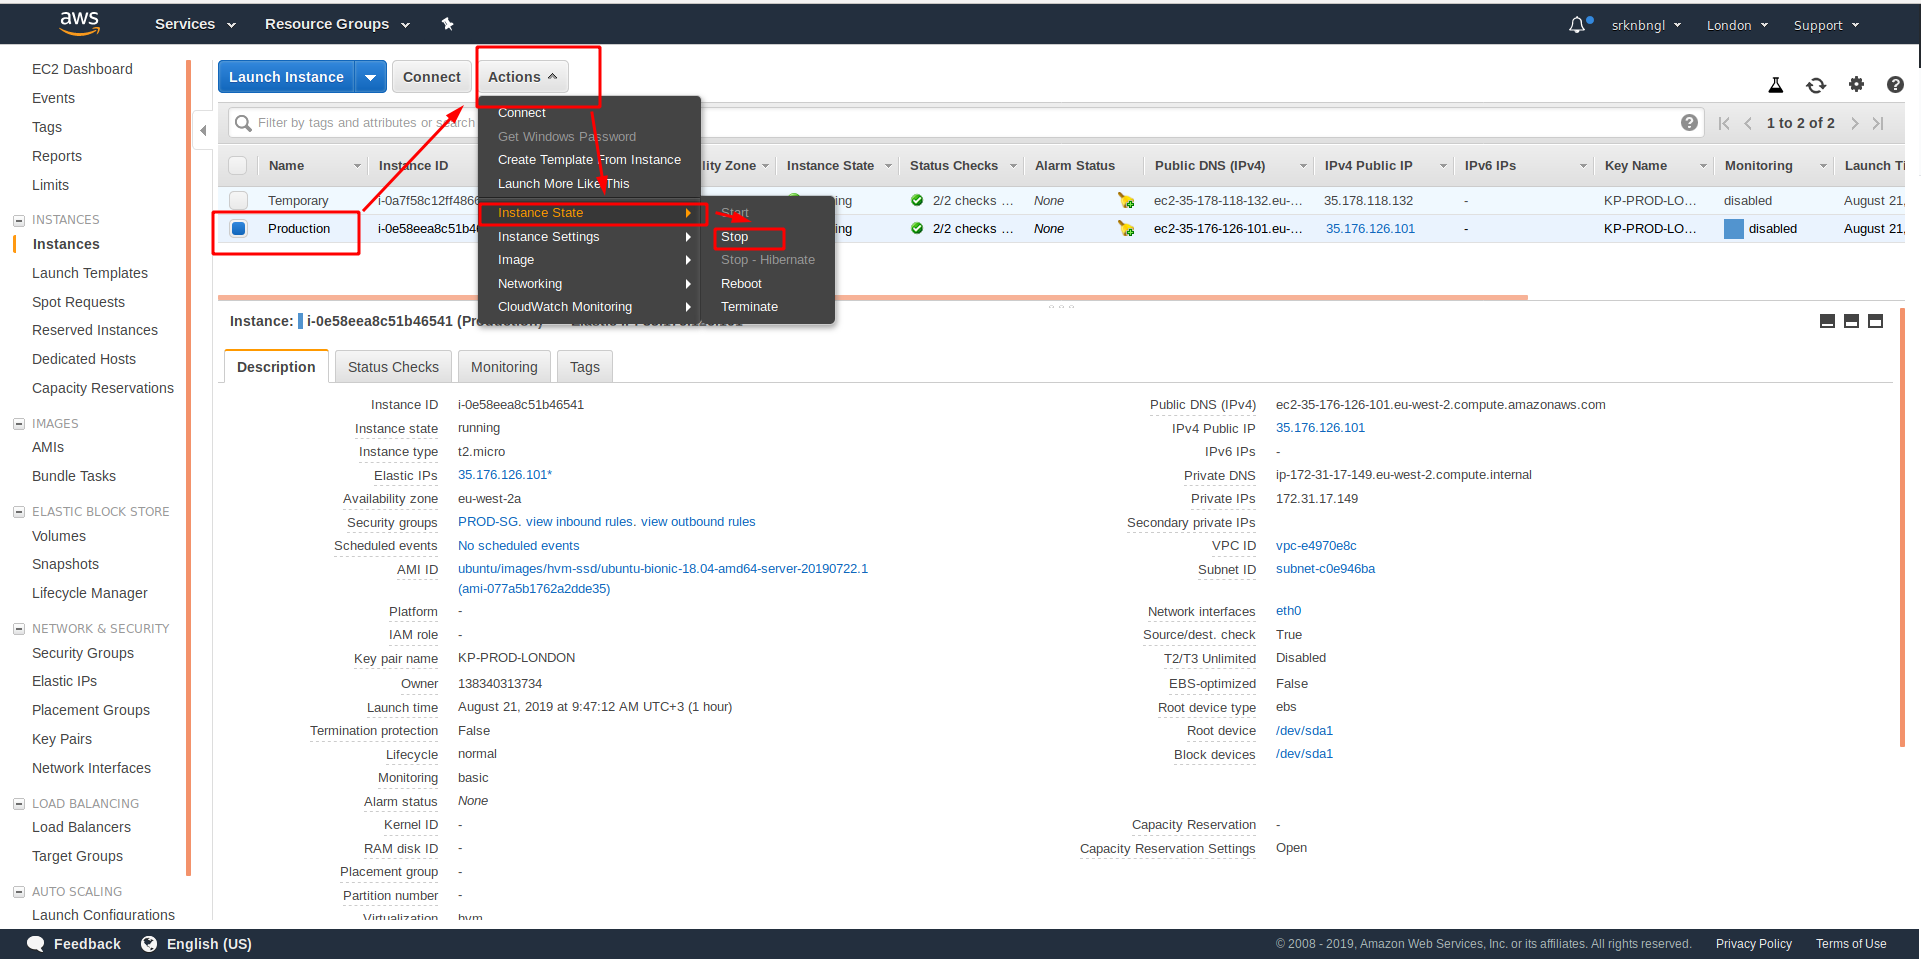 aws Services Resource Groups srknbngl London Support
EC2 Dashboard
Events
Tags
Reports
Limits
INSTANCES
Instances
Launch Templates
Spot Requests
Reserved Instances
Dedicated Hosts
Capacity Reservations
IMAGES
AMIs
Bundle Tasks
ELASTIC BLOCK STORE
Volumes
Snapshots
Lifecycle Manager
NETWORK & SECURITY
Security Groups
Elastic IPs
Placement Groups
Key Pairs
Network Interfaces
LOAD BALANCING
Load Balancers
Target Groups
AUTO SCALING
Launch Configurations
Launch Instance Connect Actions
Filter by tags and attributes or search 1 to 2 of 2
Connect
Get Windows Password
Create Template From Instance
Launch More Like This
Instance State
Instance Settings
Image
Networking
CloudWatch Monitoring
Start
Stop
Stop - Hibernate
Reboot
Terminate
Name Instance ID lity Zone Instance State Status Checks Alarm Status Public DNS (IPv4) IPv4 Public IP IPv6 IPs Key Name Monitoring Launch Ti
Temporary i-0a7f58c12ff4866 ing 2/2 checks ... None ec2-35-178-118-132.eu-... 35.178.118.132 - KP-PROD-LO... disabled August 21,
Production i-0e58eea8c51b46 ing 2/2 checks ... None ec2-35-176-126-101.eu-... 35.176.126.101 - KP-PROD-LO... disabled August 21,
Instance: i-0e58eea8c51b46541 (Production) Elastic IP: 35.176.126.101
Description Status Checks Monitoring Tags
Instance ID i-0e58eea8c51b46541
Instance state running
Instance type t2.micro
Elastic IPs 35.176.126.101*
Availability zone eu-west-2a
Security groups PROD-SG. view inbound rules. view outbound rules
Scheduled events No scheduled events
AMI ID ubuntu/images/hvm-ssd/ubuntu-bionic-18.04-amd64-server-20190722.1
(ami-077a5b1762a2dde35)
Platform -
IAM role -
Key pair name KP-PROD-LONDON
Owner 138340313734
Launch time August 21, 2019 at 9:47:12 AM UTC+3 (1 hour)
Termination protection False
Lifecycle normal
Monitoring basic
Alarm status None
Kernel ID -
RAM disk ID -
Placement group -
Partition number -
Virtualization hvm
Public DNS (IPv4) ec2-35-176-126-101.eu-west-2.compute.amazonaws.com
IPv4 Public IP 35.176.126.101
IPv6 IPs -
Private DNS ip-172-31-17-149.eu-west-2.compute.internal
Private IPs 172.31.17.149
Secondary private IPs
VPC ID vpc-e4970e8c
Subnet ID subnet-c0e946ba
Network interfaces eth0
Source/dest. check True
T2/T3 Unlimited Disabled
EBS-optimized False
Root device type ebs
Root device /dev/sda1
Block devices /dev/sda1
Capacity Reservation -
Capacity Reservation Settings Open
Feedback English (US) © 2008 - 2019, Amazon Web Services, Inc. or its affiliates. All rights reserved. Privacy Policy Terms of Use